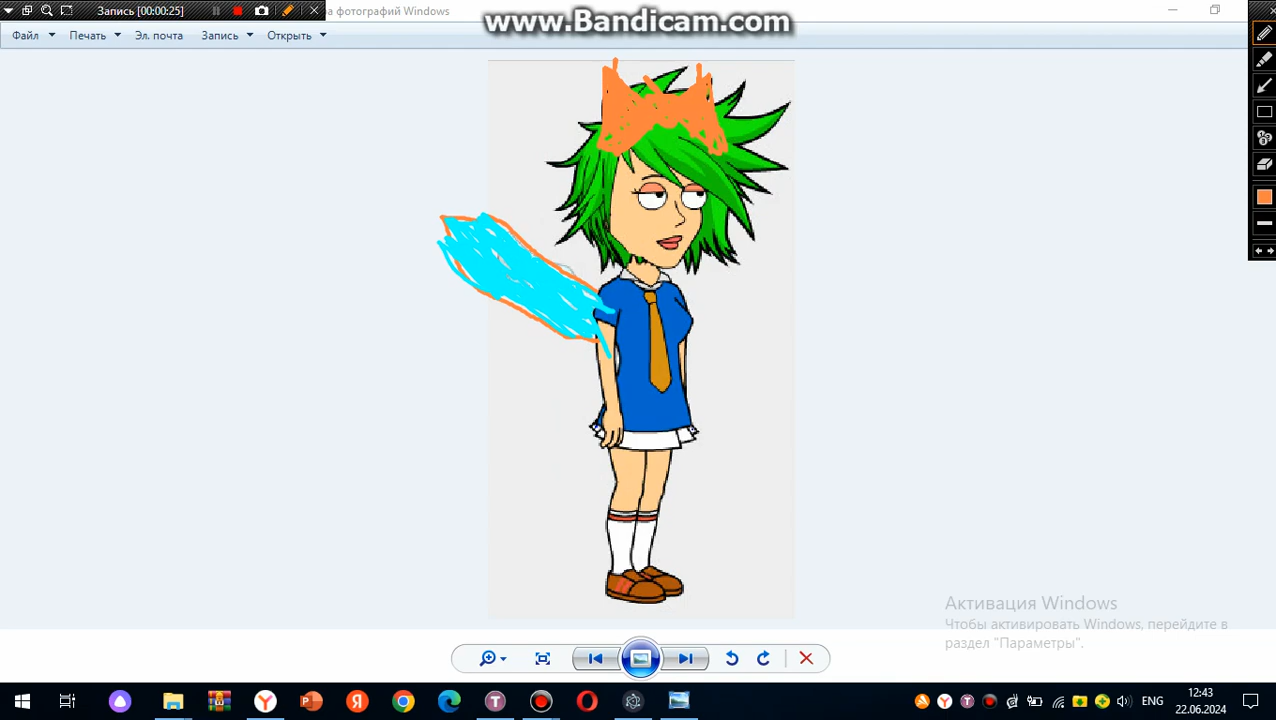 Запись [00:00:25]
а фотографий Windows
www.Bandicam.com
Файл Печать Эл. почта Запись Открыть
Активация Windows
Чтобы активировать Windows, перейдите в
раздел "Параметры".
ENG
12:43
22.06.2024